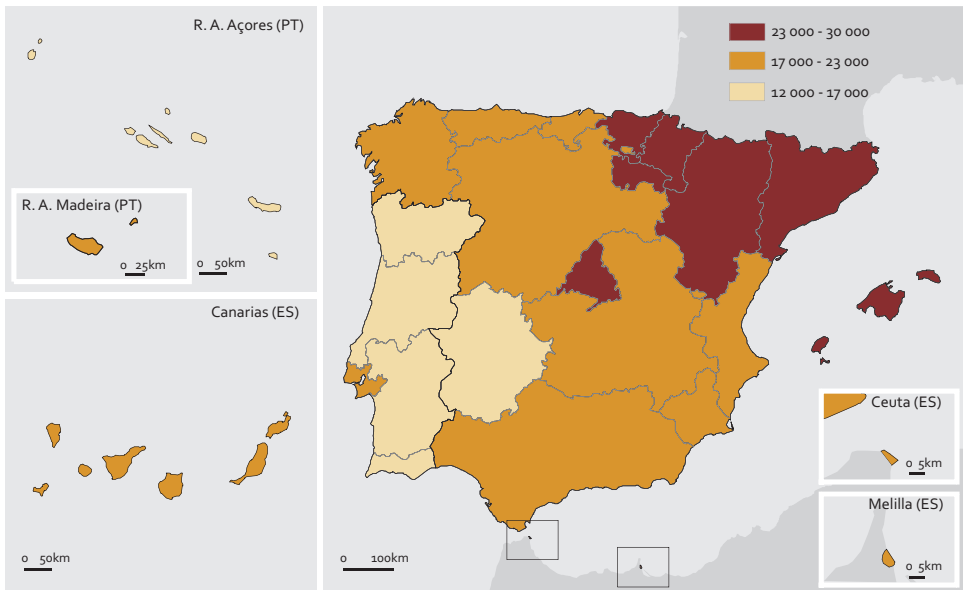 R. A. Açores (PT)
R. A. Madeira (PT)
0 25km
0 50km
Canarias (ES)
0 50km
23 000 - 30 000
17 000 - 23 000
12 000 - 17 000
0 100km
Ceuta (ES)
0 5km
Melilla (ES)
0 5km